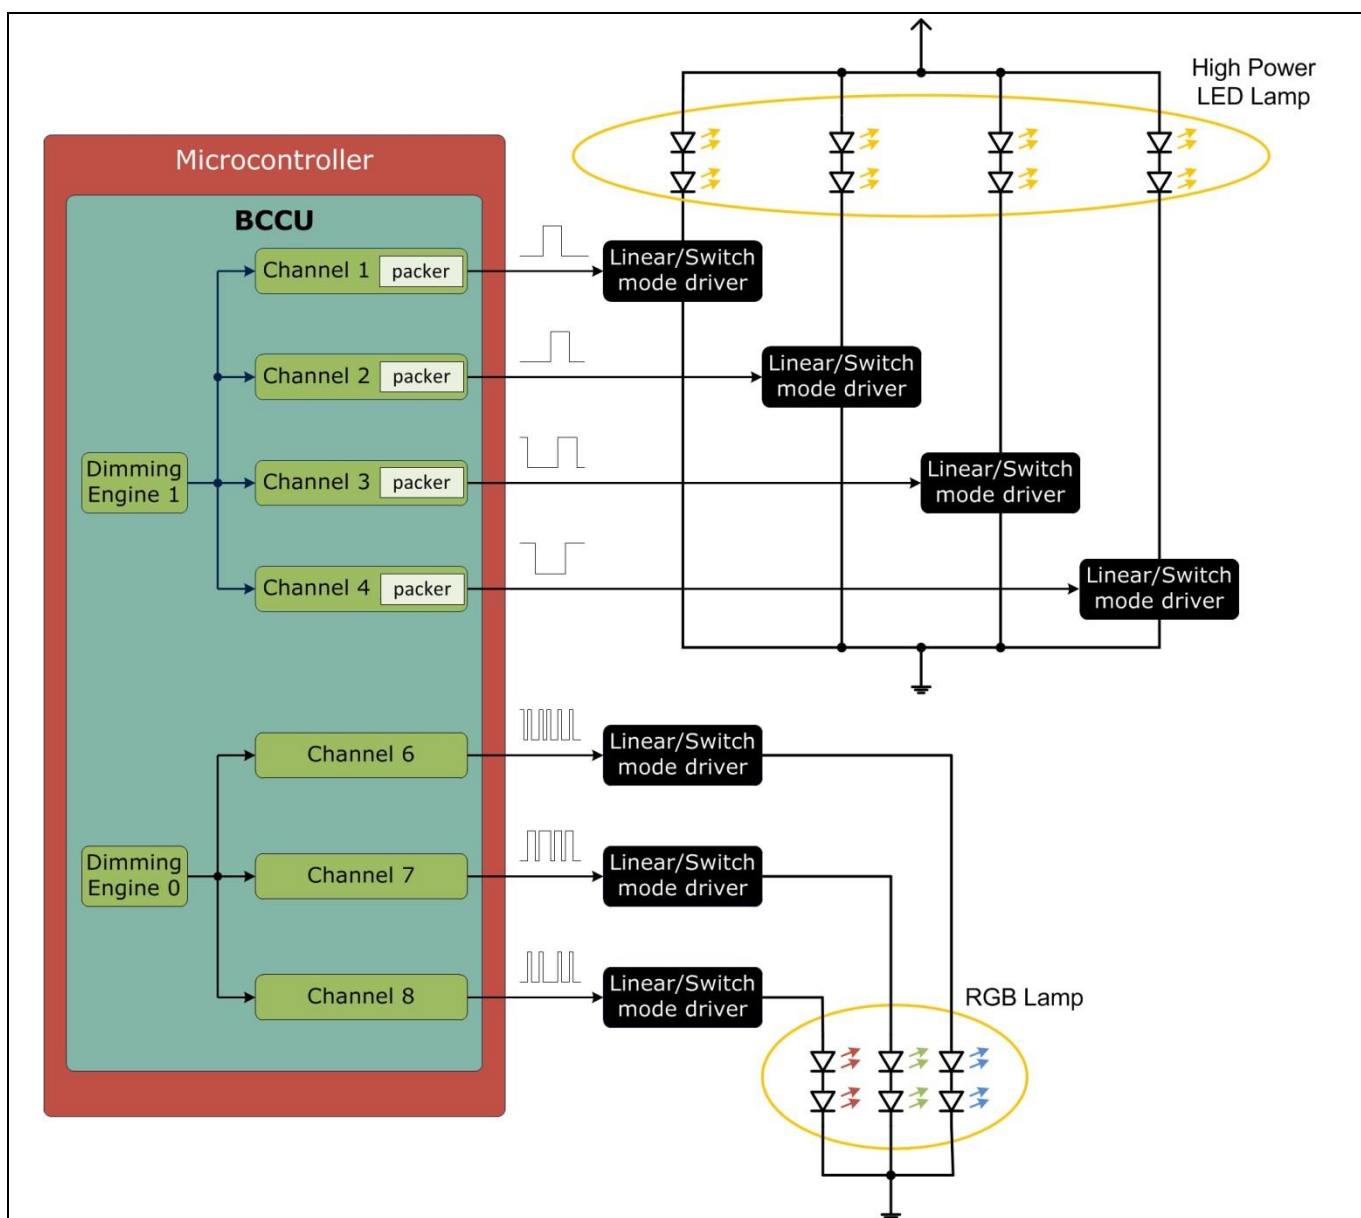 High Power
LED Lamp
Microcontroller
BCCU
Channel 1 packer
Linear/Switch
mode driver
Channel 2 packer
Linear/Switch
mode driver
Dimming
Engine 1
Channel 3 packer
Linear/Switch
mode driver
Channel 4 packer
Linear/Switch
mode driver
Channel 6
Linear/Switch
mode driver
Dimming
Engine 0
Channel 7
Linear/Switch
mode driver
Channel 8
Linear/Switch
mode driver
RGB Lamp